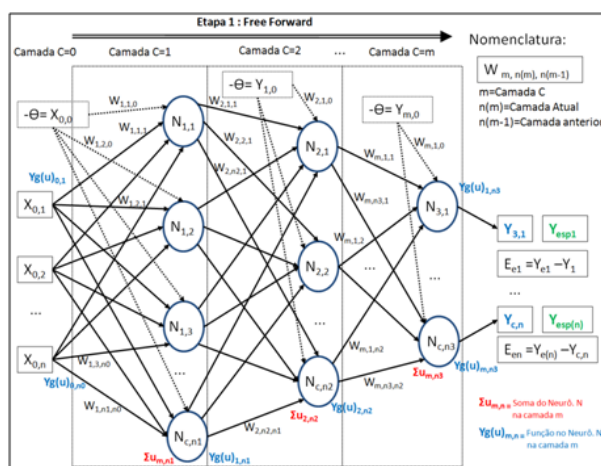 Etapa 1 : Free Forward
Camada C=0
Camada C=1
Camada C=2
...
Camada C=m
Nomenclatura:
W m, n(m), n(m-1)
m=Camada C
n(m)=Camada Atual
n(m-1)=Camada anterior
-Ɵ= X0,0
-Ɵ= Y1,0
-Ɵ= Ym,0
W1,1,0
W1,1,1
W1,2,0
W1,2,1
W1,3,n0
W1,n1,n0
W2,1,0
W2,1,1
W2,2,1
W2,n2,1
W2,n2,n1
Wm,1,0
Wm,1,1
Wm,n3,1
Wm,1,2
Wm,1,n2
Wm,n3,n2
Yg(u)0,1
X0,1
X0,2
...
X0,n
Yg(u)0,n0
N1,1
N1,2
N1,3
Nc,n1
Σum,n1
Yg(u)1,n1
N2,1
N2,2
...
Nc,n2
Σu2,n2
Yg(u)2,n2
N3,1
...
Nc,n3
Yg(u)1,n3
Σum,n3
Yg(u)m,n3
Y3,1
Yesp1
Ee1 =Ye1 –Y1
...
Yc,n
Yesp(n)
Een =Ye(n) –Yc,n
Σum,n = Soma do Neurô. N
na camada m
Yg(u)m,n = Função no Neurô. N
na camada m